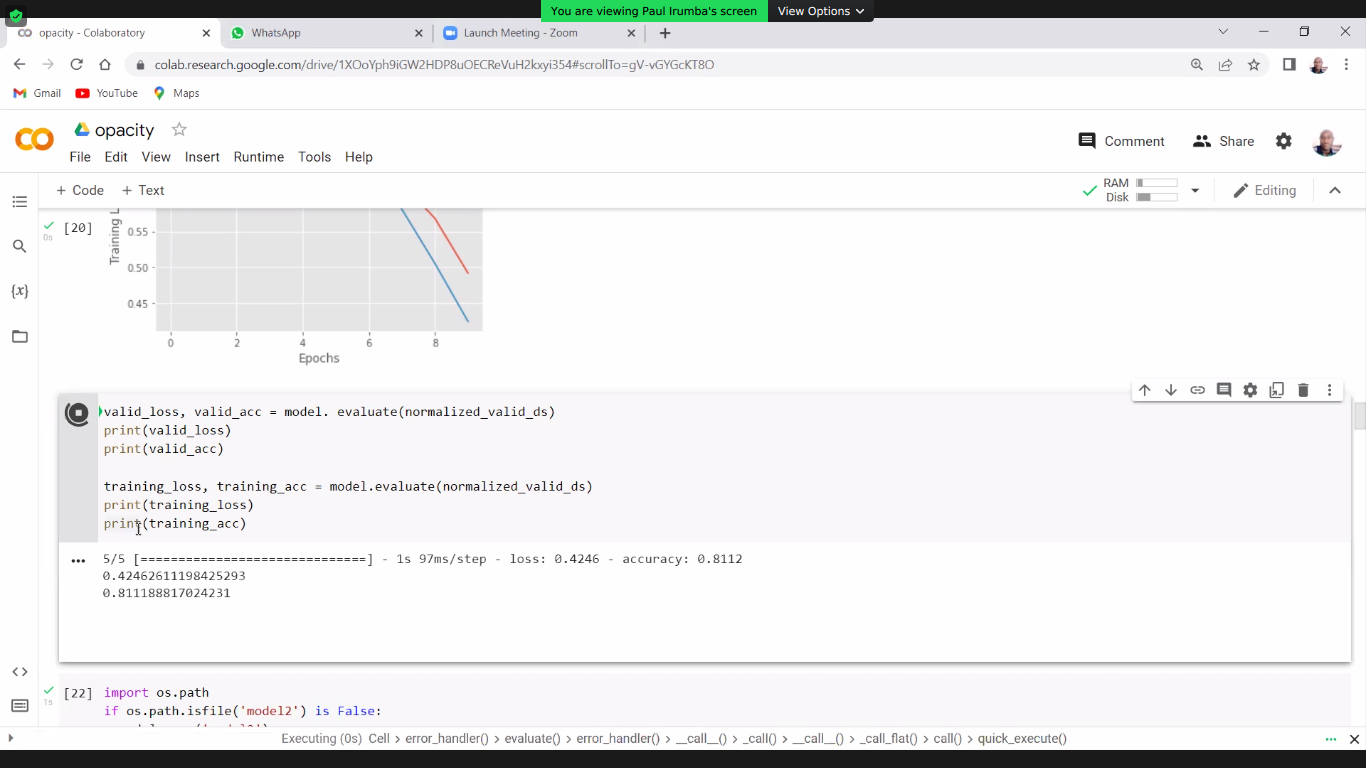 You are viewing Paul Irumba's screen
View Options
opacity - Colaboratory
WhatsApp
Launch Meeting - Zoom
colab.research.google.com/drive/1XOoYph9iGW2HDP8uOECReVuH2kxyi354#scrollTo=gV-vGYGcKT8O
Gmail
YouTube
Maps
opacity
File Edit View Insert Runtime Tools Help
Comment
Share
+ Code + Text
RAM
Disk
Editing
[20]
0s
Training L
0.55
0.50
0.45
0 2 4 6 8
Epochs
valid_loss, valid_acc = model. evaluate(normalized_valid_ds)
print(valid_loss)
print(valid_acc)
training_loss, training_acc = model.evaluate(normalized_valid_ds)
print(training_loss)
print(training_acc)
5/5 [==============================] - 1s 97ms/step - loss: 0.4246 - accuracy: 0.8112
0.42462611198425293
0.811188817024231
[22]
1s
import os.path
if os.path.isfile('model2') is False:
Executing (0s) Cell > error_handler() > evaluate() > error_handler() > __call__() > _call() > __call__() > _call_flat() > call() > quick_execute()